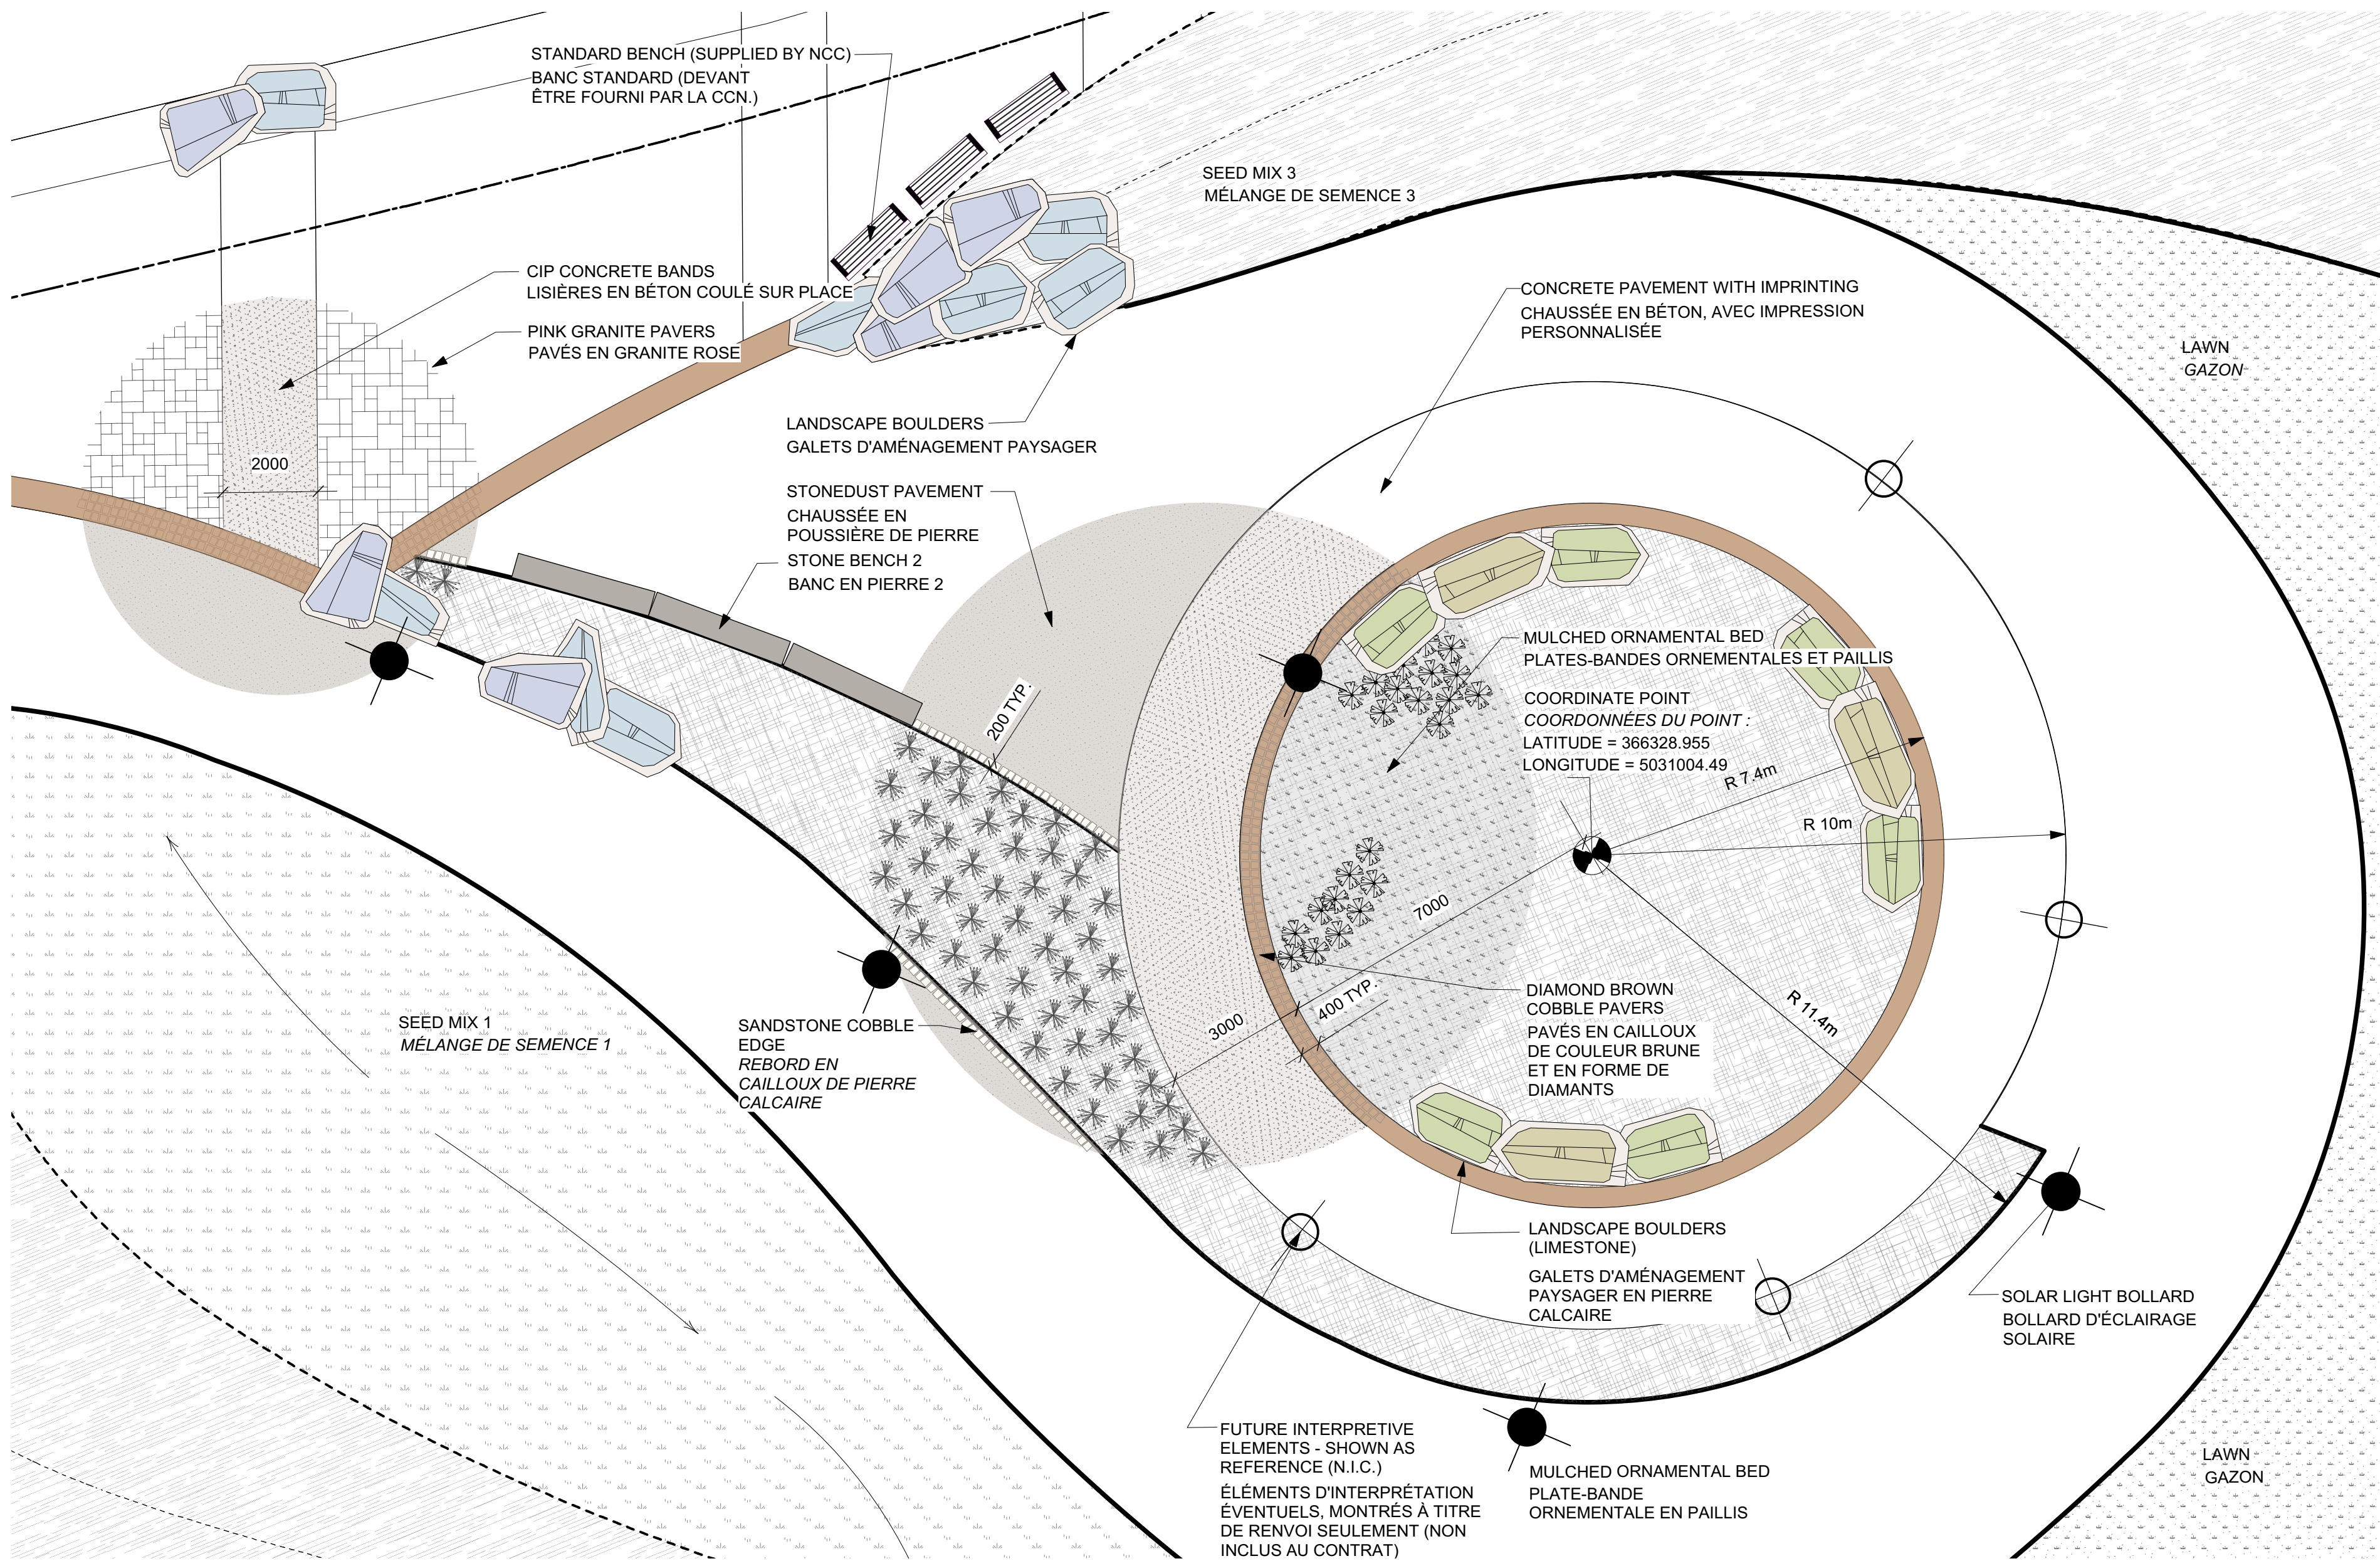 STANDARD BENCH (SUPPLIED BY NCC)
BANC STANDARD (DEVANT
ÊTRE FOURNI PAR LA CCN.)
SEED MIX 3
MÉLANGE DE SEMENCE 3
CIP CONCRETE BANDS
LISIÈRES EN BÉTON COULÉ SUR PLACE
PINK GRANITE PAVERS
PAVÉS EN GRANITE ROSE
CONCRETE PAVEMENT WITH IMPRINTING
CHAUSSÉE EN BÉTON, AVEC IMPRESSION
PERSONNALISÉE
LAWN
GAZON
LANDSCAPE BOULDERS
GALETS D'AMÉNAGEMENT PAYSAGER
2000
STONEDUST PAVEMENT
CHAUSSÉE EN
POUSSIÈRE DE PIERRE
STONE BENCH 2
BANC EN PIERRE 2
MULCHED ORNAMENTAL BED
PLATES-BANDES ORNEMENTALES ET PAILLIS
COORDINATE POINT
COORDONNÉES DU POINT :
LATITUDE = 366328.955
LONGITUDE = 5031004.49
200 TYP.
R 7.4m
R 10m
7000
R 11.4m
3000
400 TYP.
DIAMOND BROWN
COBBLE PAVERS
PAVÉS EN CAILLOUX
DE COULEUR BRUNE
ET EN FORME DE
DIAMANTS
SEED MIX 1
MÉLANGE DE SEMENCE 1
SANDSTONE COBBLE
EDGE
REBORD EN
CAILLOUX DE PIERRE
CALCAIRE
LANDSCAPE BOULDERS
(LIMESTONE)
GALETS D'AMÉNAGEMENT
PAYSAGER EN PIERRE
CALCAIRE
SOLAR LIGHT BOLLARD
BOLLARD D'ÉCLAIRAGE
SOLAIRE
FUTURE INTERPRETIVE
ELEMENTS - SHOWN AS
REFERENCE (N.I.C.)
ÉLÉMENTS D'INTERPRÉTATION
ÉVENTUELS, MONTRÉS À TITRE
DE RENVOI SEULEMENT (NON
INCLUS AU CONTRAT)
MULCHED ORNAMENTAL BED
PLATE-BANDE
ORNEMENTALE EN PAILLIS
LAWN
GAZON